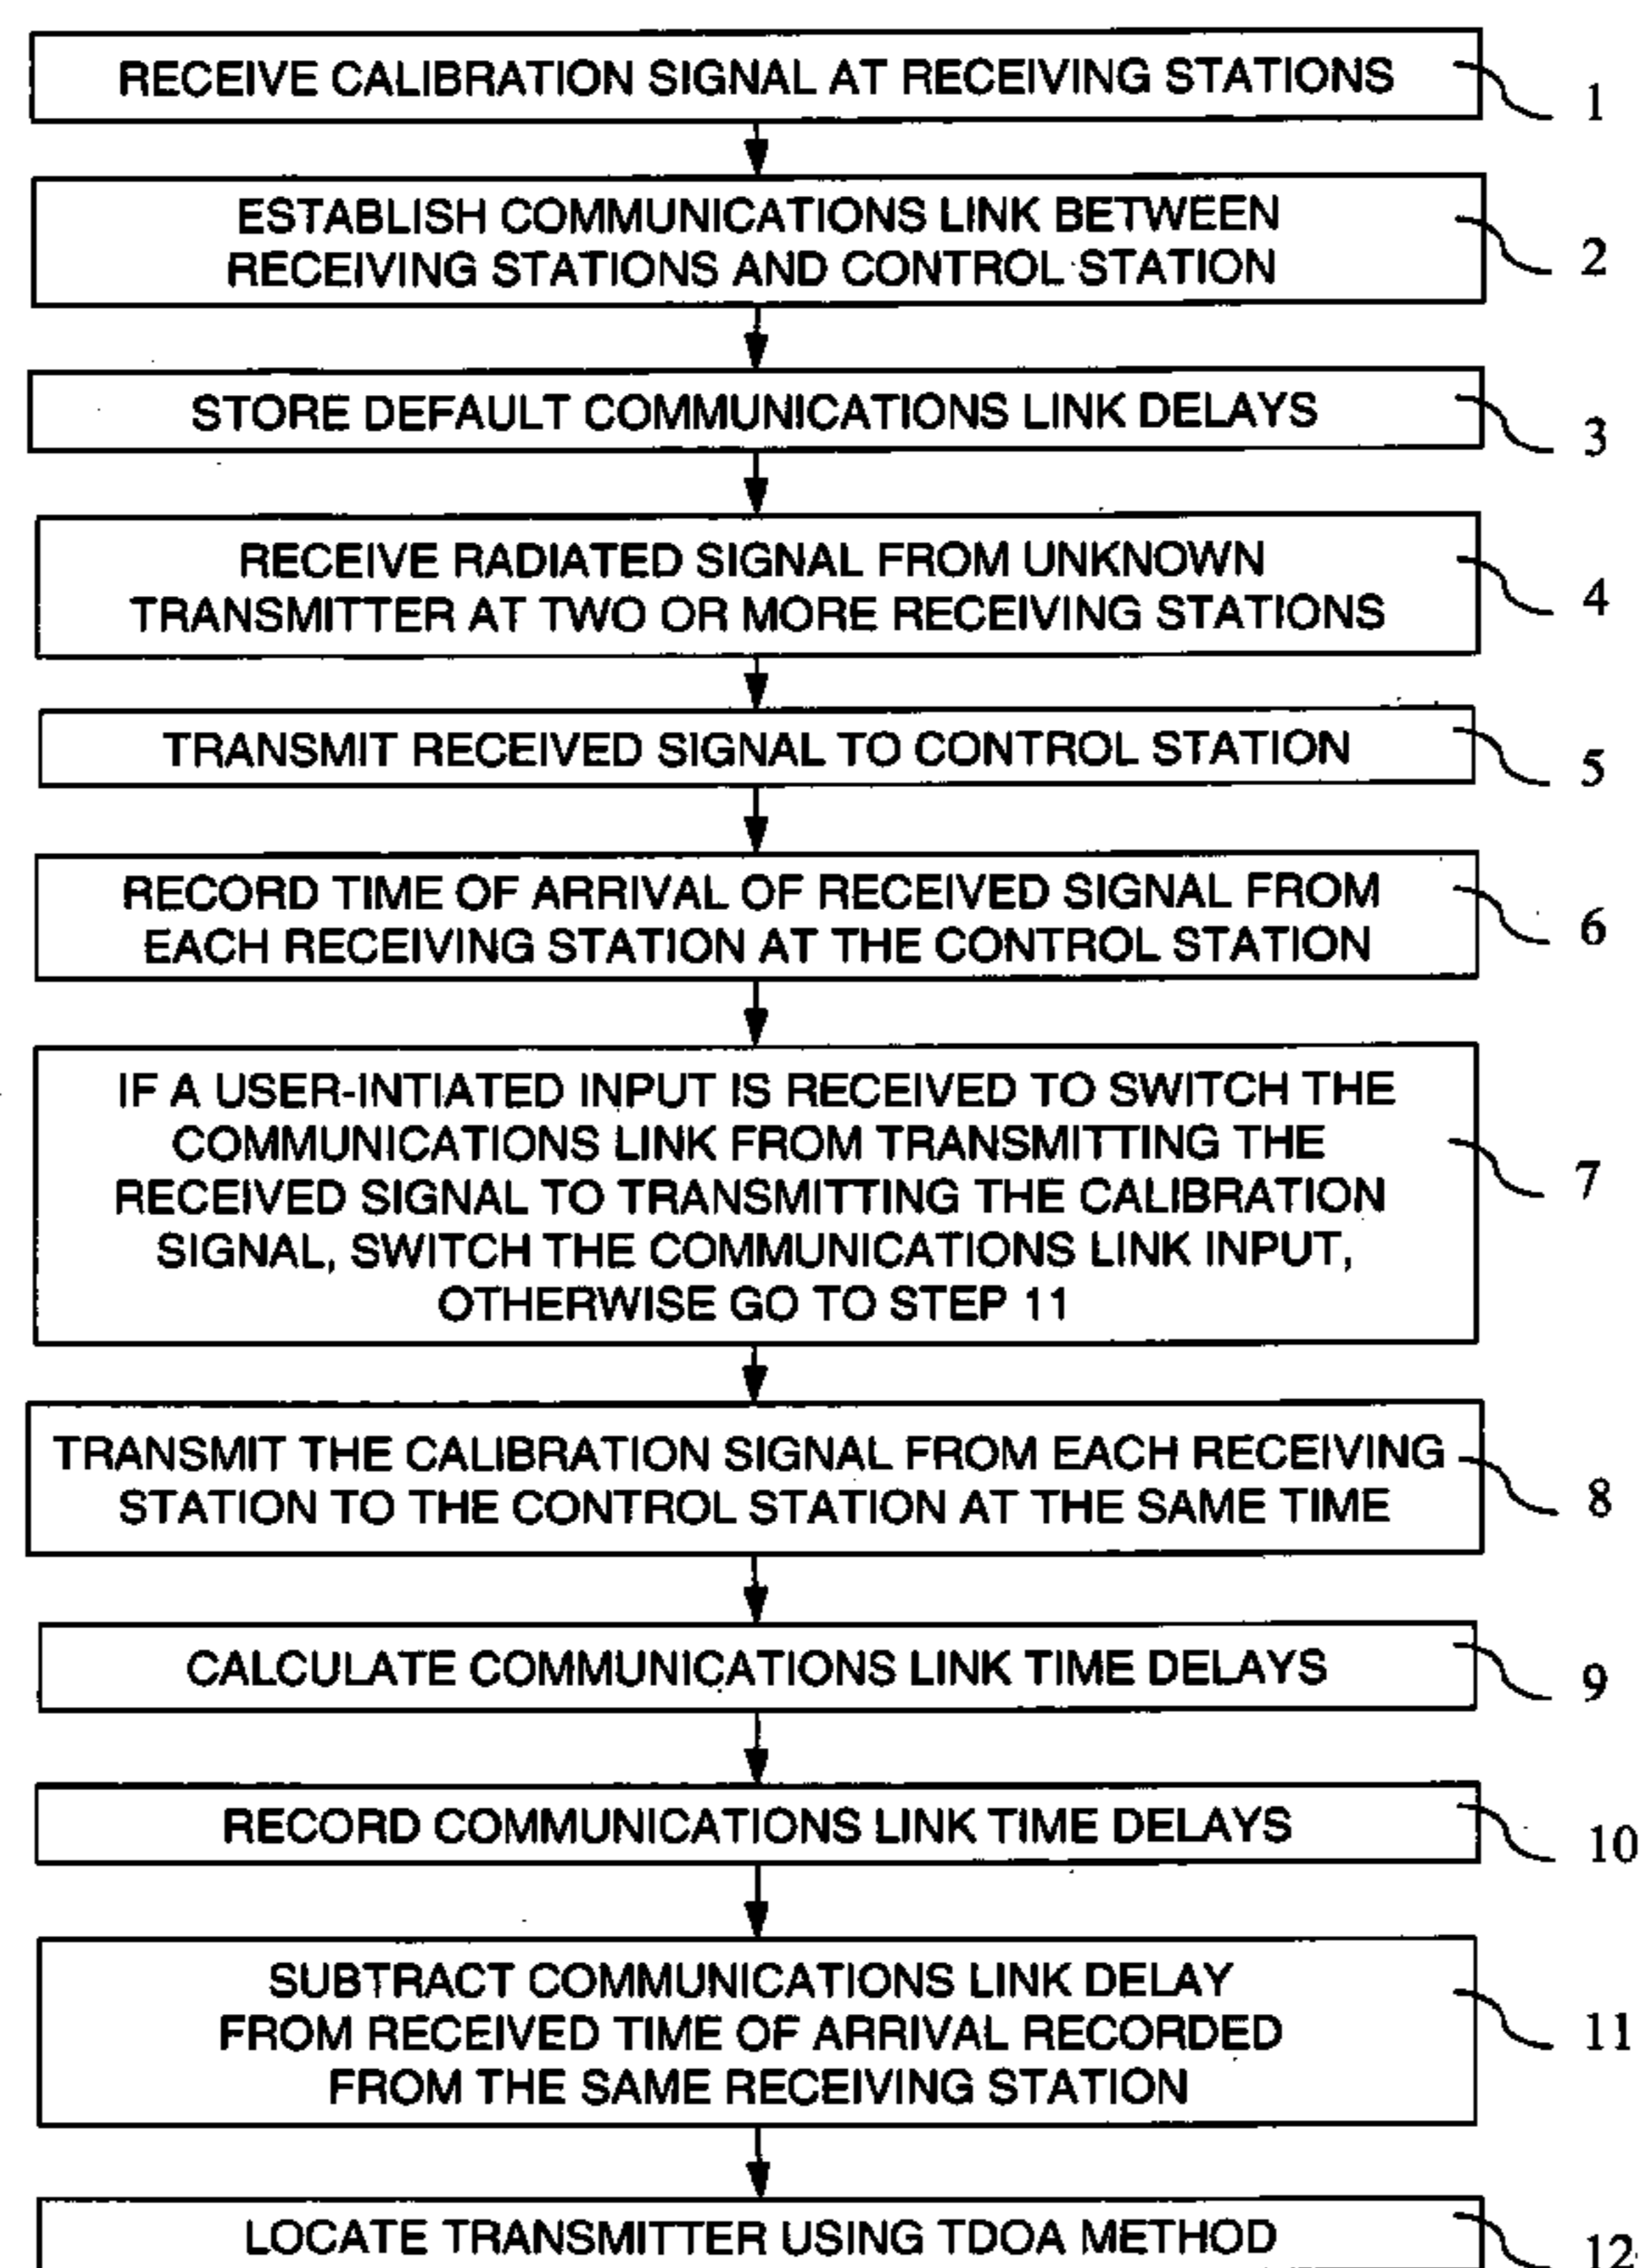 RECEIVE CALIBRATION SIGNAL AT RECEIVING STATIONS
1
ESTABLISH COMMUNICATIONS LINK BETWEEN
RECEIVING STATIONS AND CONTROL STATION
2
STORE DEFAULT COMMUNICATIONS LINK DELAYS
3
RECEIVE RADIATED SIGNAL FROM UNKNOWN
TRANSMITTER AT TWO OR MORE RECEIVING STATIONS
4
TRANSMIT RECEIVED SIGNAL TO CONTROL STATION
5
RECORD TIME OF ARRIVAL OF RECEIVED SIGNAL FROM
EACH RECEIVING STATION AT THE CONTROL STATION
6
IF A USER-INTIATED INPUT IS RECEIVED TO SWITCH THE
COMMUNICATIONS LINK FROM TRANSMITTING THE
RECEIVED SIGNAL TO TRANSMITTING THE CALIBRATION
SIGNAL, SWITCH THE COMMUNICATIONS LINK INPUT,
OTHERWISE GO TO STEP 11
7
TRANSMIT THE CALIBRATION SIGNAL FROM EACH RECEIVING
STATION TO THE CONTROL STATION AT THE SAME TIME
8
CALCULATE COMMUNICATIONS LINK TIME DELAYS
9
RECORD COMMUNICATIONS LINK TIME DELAYS
10
SUBTRACT COMMUNICATIONS LINK DELAY
FROM RECEIVED TIME OF ARRIVAL RECORDED
FROM THE SAME RECEIVING STATION
11
LOCATE TRANSMITTER USING TDOA METHOD
12